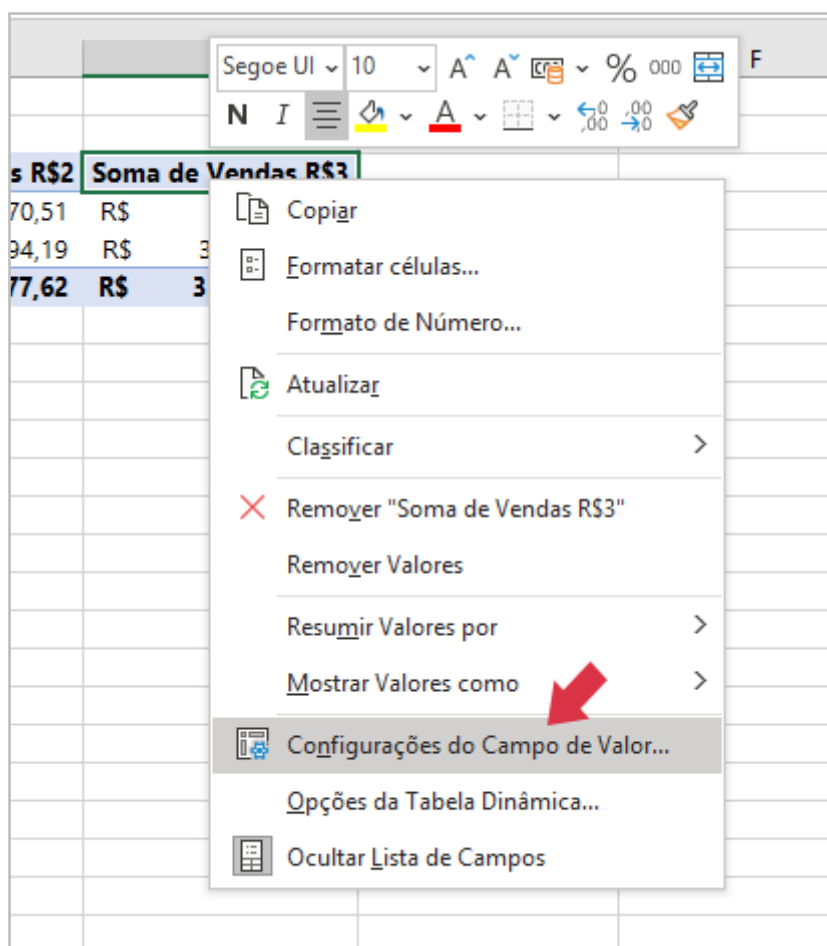 Segoe UI 10 A A % 000
F
N I A ,00 ,00
s R$2 Soma de Vendas R$3
70,51 R$
94,19 R$ 3
77,62 R$ 3
Copiar
Formatar células...
Formato de Número...
Atualizar
Classificar
Remover "Soma de Vendas R$3"
Remover Valores
Resumir Valores por
Mostrar Valores como
Configurações do Campo de Valor...
Opções da Tabela Dinâmica...
Ocultar Lista de Campos